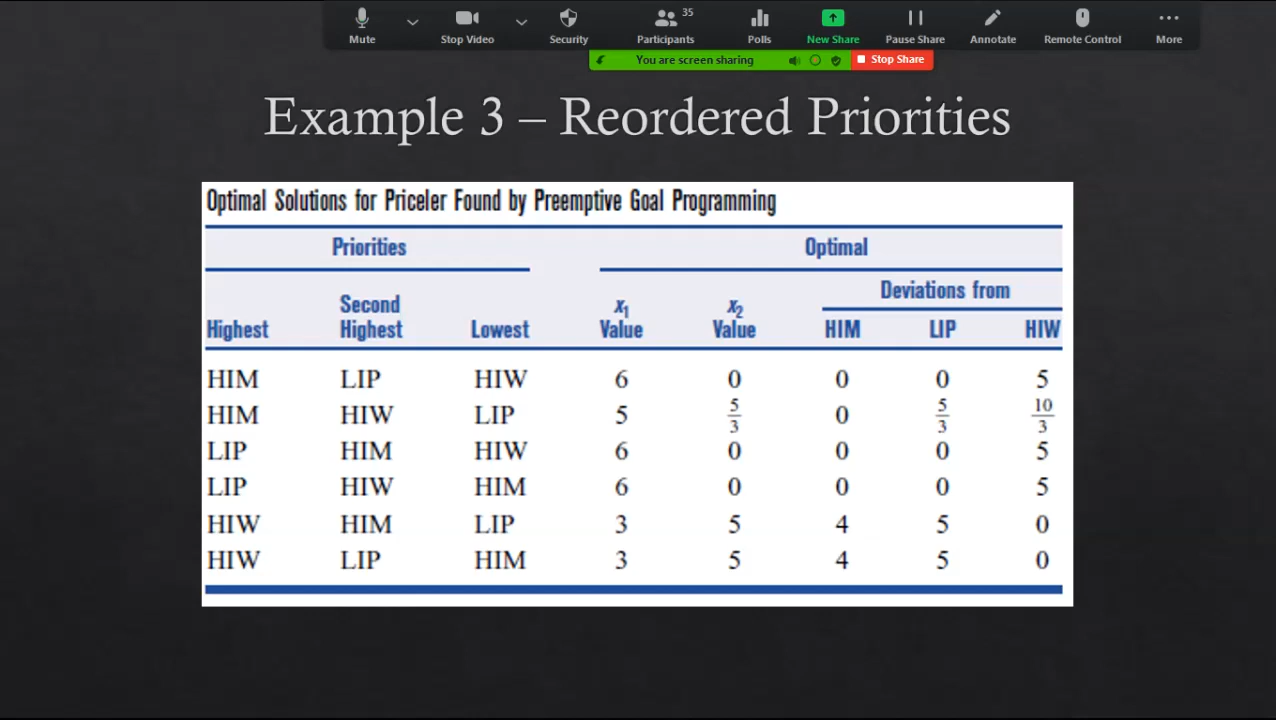 35
Mute Stop Video Security Participants Polls New Share Pause Share Annotate Remote Control More
You are screen sharing Stop Share
Example 3 – Reordered Priorities
Optimal Solutions for Priceler Found by Preemptive Goal Programming
Priorities Optimal
Deviations from
Second x1 x2
Highest Highest Lowest Value Value HIM LIP HIW
HIM LIP HIW 6 0 0 0 5
HIM HIW LIP 5 5/3 0 5/3 10/3
LIP HIM HIW 6 0 0 0 5
LIP HIW HIM 6 0 0 0 5
HIW HIM LIP 3 5 4 5 0
HIW LIP HIM 3 5 4 5 0